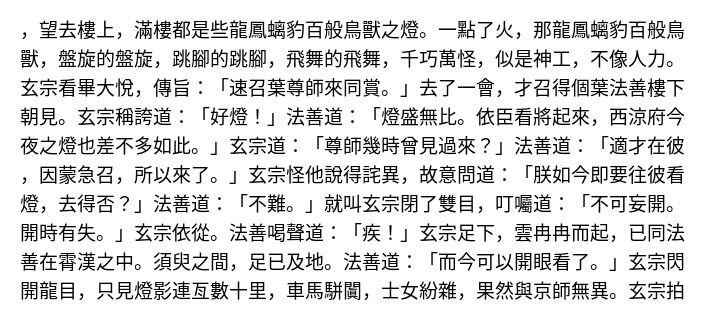 ，望去樓上，滿樓都是些龍鳳螭豹百般鳥獸之燈。一點了火，那龍鳳螭豹百般鳥
獸，盤旋的盤旋，跳腳的跳腳，飛舞的飛舞，千巧萬怪，似是神工，不像人力。
玄宗看畢大悅，傳旨：「速召葉尊師來同賞。」去了一會，才召得個葉法善樓下
朝見。玄宗稱誇道：「好燈！」法善道：「燈盛無比。依臣看將起來，西涼府今
夜之燈也差不多如此。」玄宗道：「尊師幾時曾見過來？」法善道：「適才在彼
，因蒙急召，所以來了。」玄宗怪他說得詫異，故意問道：「朕如今即要往彼看
燈，去得否？」法善道：「不難。」就叫玄宗閉了雙目，叮囑道：「不可妄開。
開時有失。」玄宗依從。法善喝聲道：「疾！」玄宗足下，雲冉冉而起，已同法
善在霄漢之中。須臾之間，足已及地。法善道：「而今可以開眼看了。」玄宗閃
開龍目，只見燈影連亙數十里，車馬駢闐，士女紛雜，果然與京師無異。玄宗拍